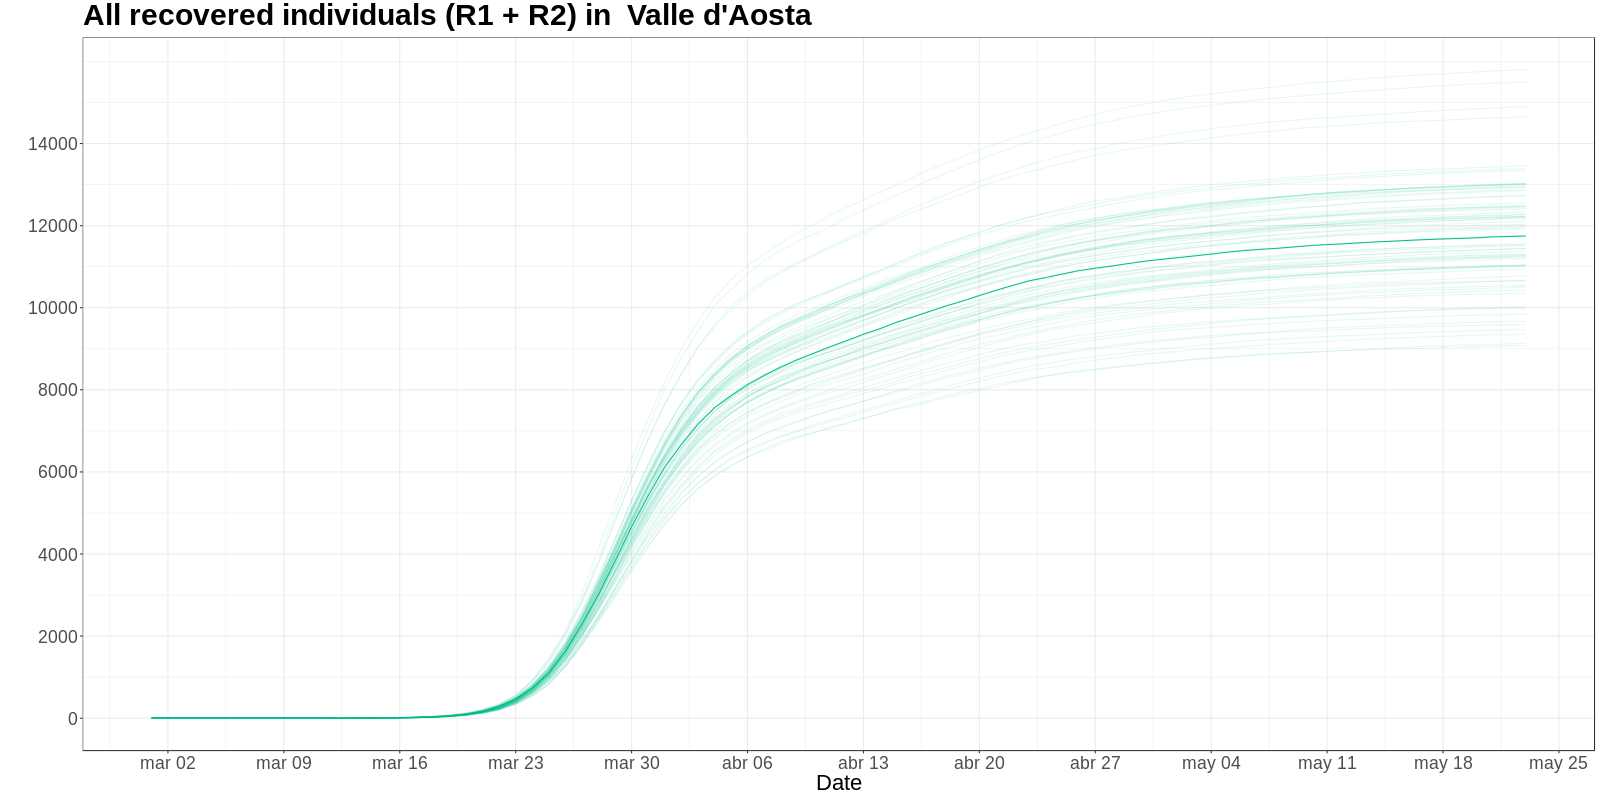 All recovered individuals (R1 + R2) in  Valle d'Aosta
14000
12000
10000
8000
6000
4000
2000
0
mar 02 mar 09 mar 16 mar 23 mar 30 abr 06 abr 13 abr 20 abr 27 may 04 may 11 may 18 may 25
Date